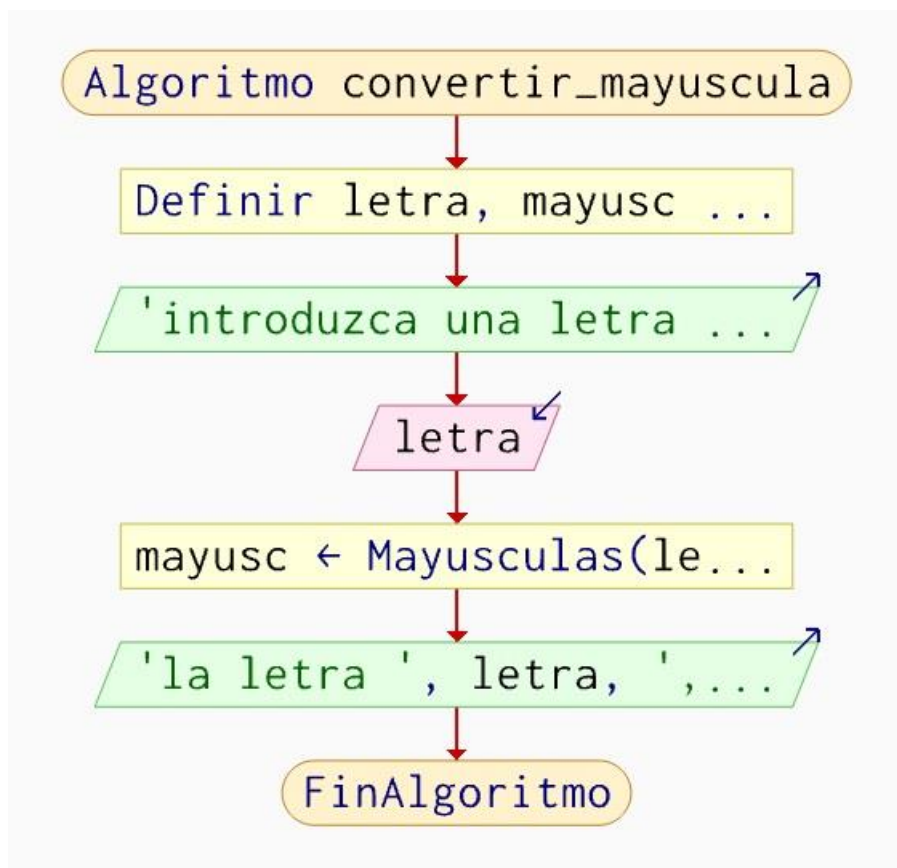 Algoritmo convertir_mayuscula
Definir letra, mayusc ...
'introduzca una letra ...
letra
mayusc ← Mayusculas(le...
'la letra ', letra, ',...
FinAlgoritmo